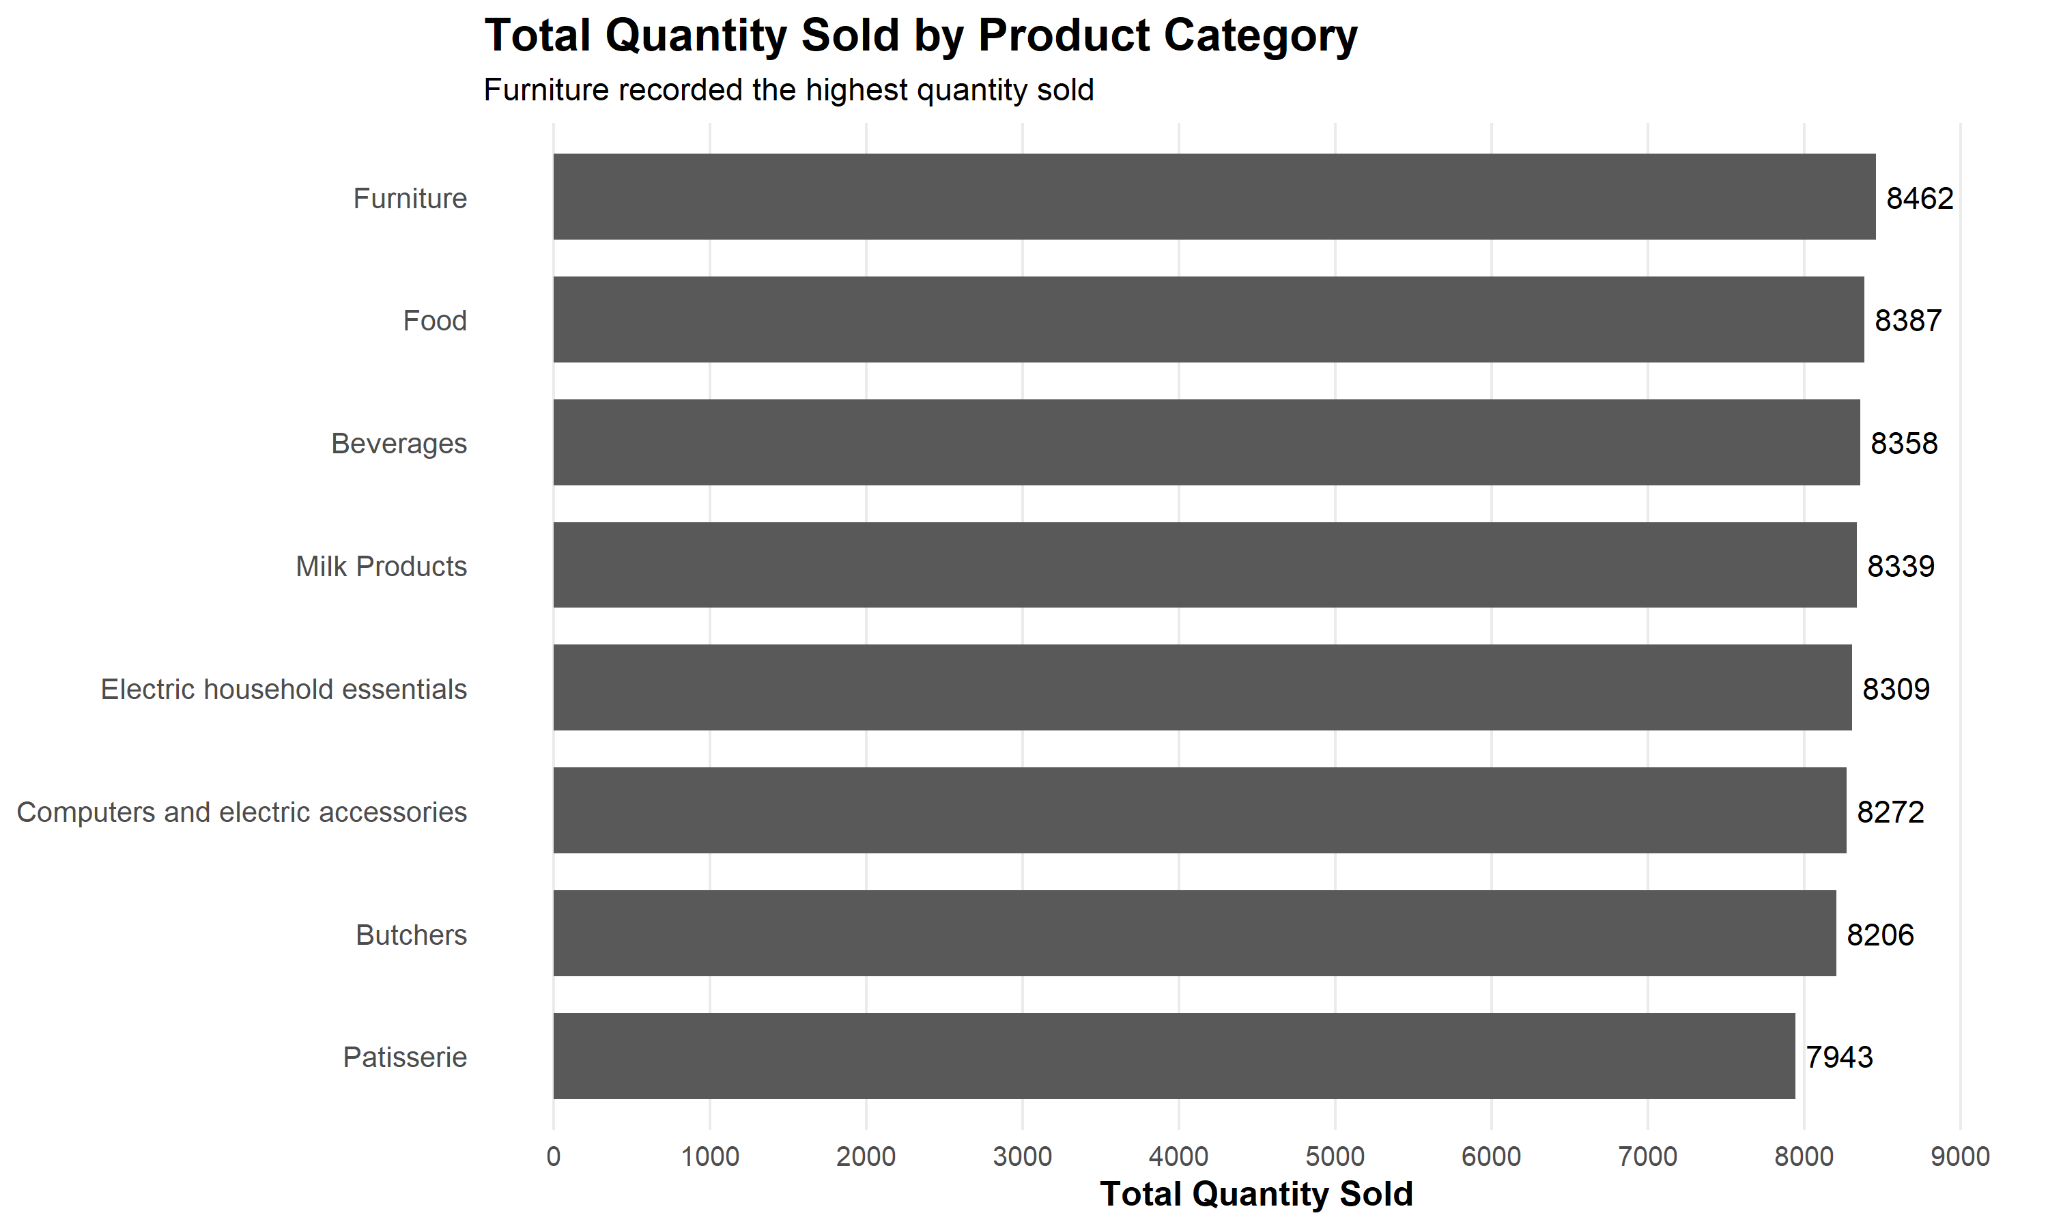 Total Quantity Sold by Product Category
Furniture recorded the highest quantity sold
Furniture 8462
Food 8387
Beverages 8358
Milk Products 8339
Electric household essentials 8309
Computers and electric accessories 8272
Butchers 8206
Patisserie 7943
0 1000 2000 3000 4000 5000 6000 7000 8000 9000
Total Quantity Sold